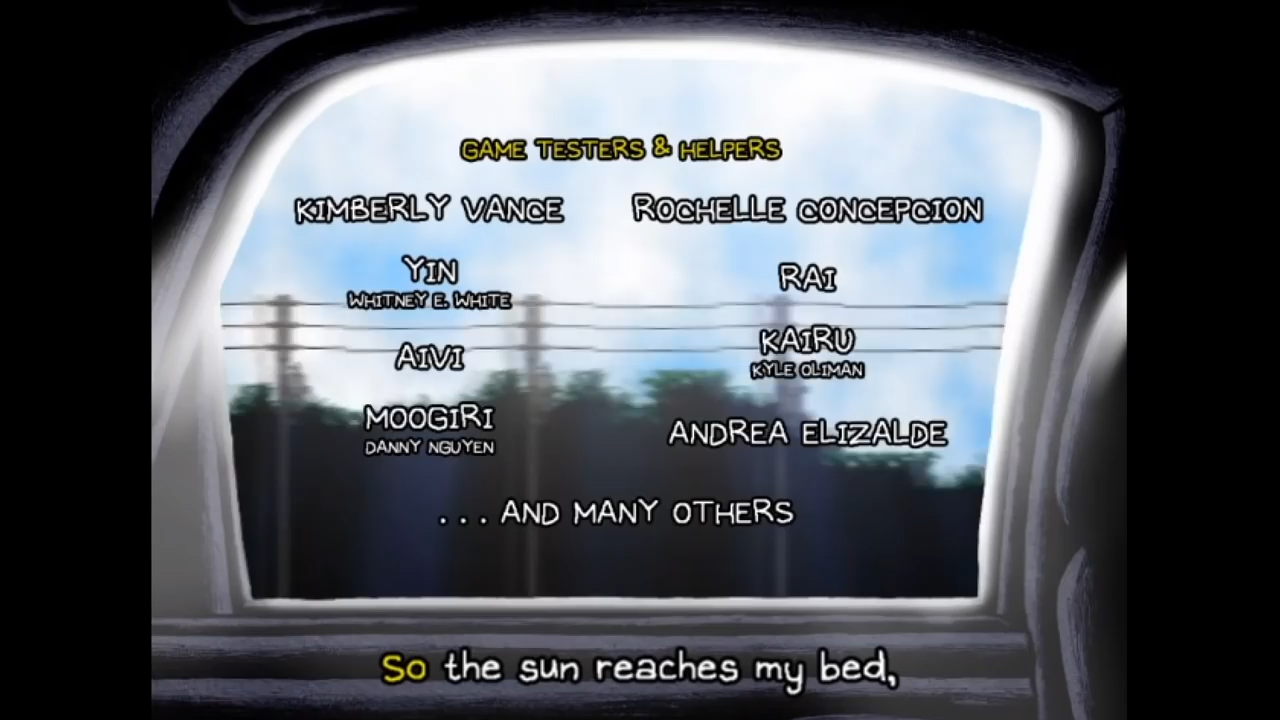 GAME TESTERS & HELPERS
KIMBERLY VANCE
ROCHELLE CONCEPCION
YIN
WHITNEY E. WHITE
RAI
AIVI
KAIRU
KYLE OLIMAN
MOOGIRI
DANNY NGUYEN
ANDREA ELIZALDE
. . . AND MANY OTHERS
So the sun reaches my bed,